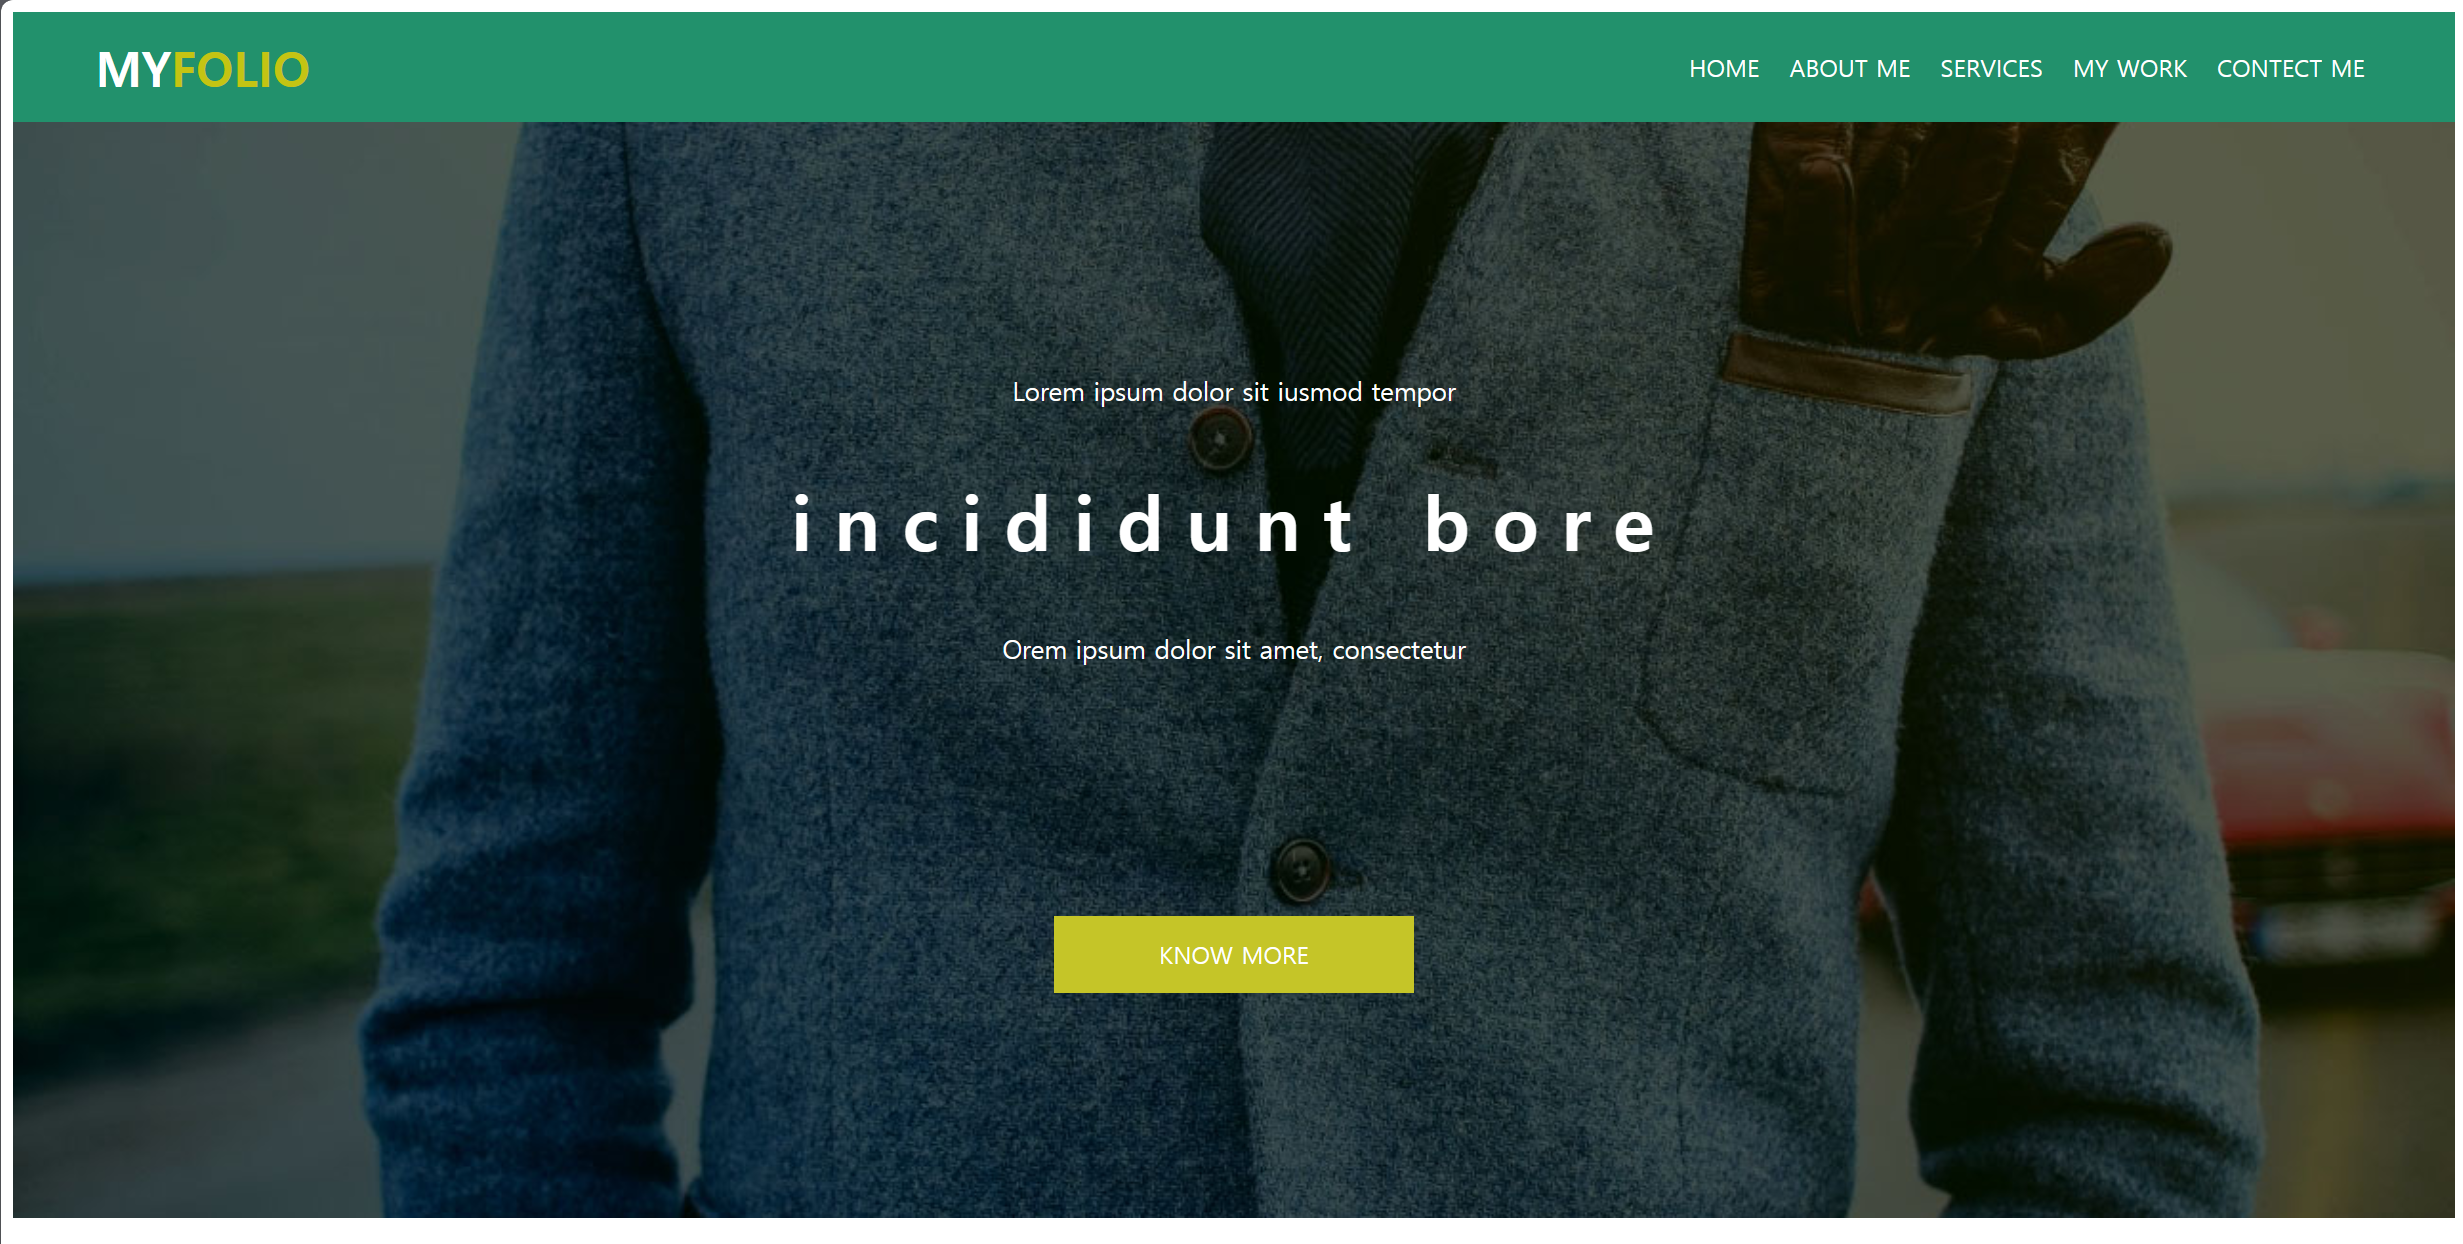 MYFOLIO
HOME ABOUT ME SERVICES MY WORK CONTECT ME
Lorem ipsum dolor sit iusmod tempor
incididunt bore
Orem ipsum dolor sit amet, consectetur
KNOW MORE